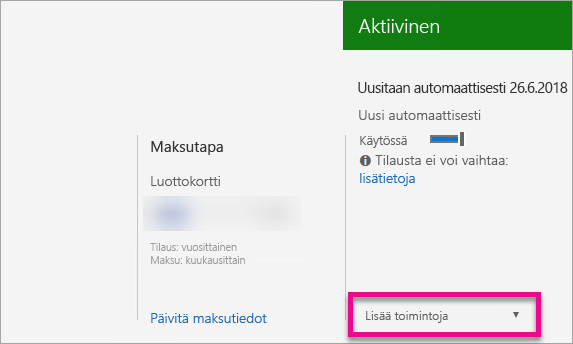 Aktiivinen
Uusitaan automaattisesti 26.6.2018
Uusi automaattisesti
Käytössä
Tilausta ei voi vaihtaa:
lisätietoja
Maksutapa
Luottokortti
Tilaus: vuosittainen
Maksu: kuukausittain
Päivitä maksutiedot
Lisää toimintoja